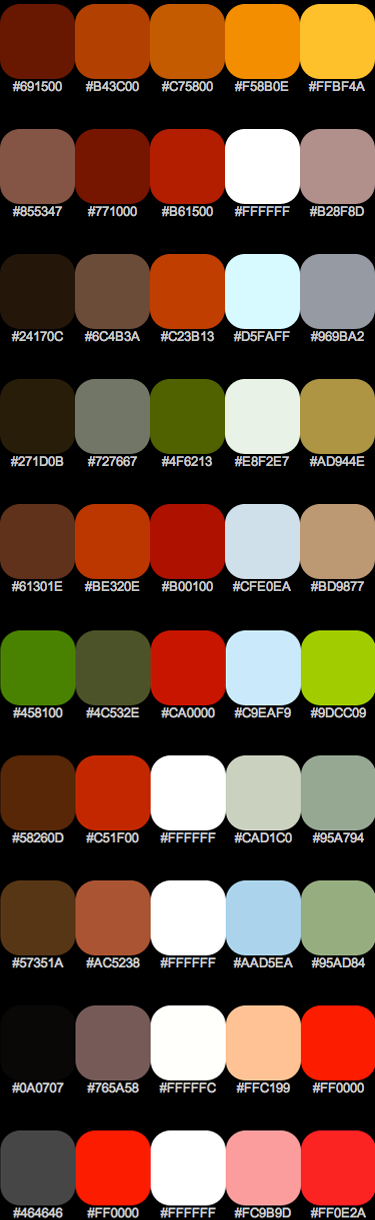 #691500 #B43C00 #C75800 #F58B0E #FFBF4A
#855347 #771000 #B61500 #FFFFFF #B28F8D
#24170C #6C4B3A #C23B13 #D5FAFF #969BA2
#271D0B #727667 #4F6213 #E8F2E7 #AD944E
#61301E #BE320E #B00100 #CFE0EA #BD9877
#458100 #4C532E #CA0000 #C9EAF9 #9DCC09
#58260D #C51F00 #FFFFFF #CAD1C0 #95A794
#57351A #AC5238 #FFFFFF #AAD5EA #95AD84
#0A0707 #765A58 #FFFFFC #FFC199 #FF0000
#464646 #FF0000 #FFFFFF #FC9B9D #FF0E2A